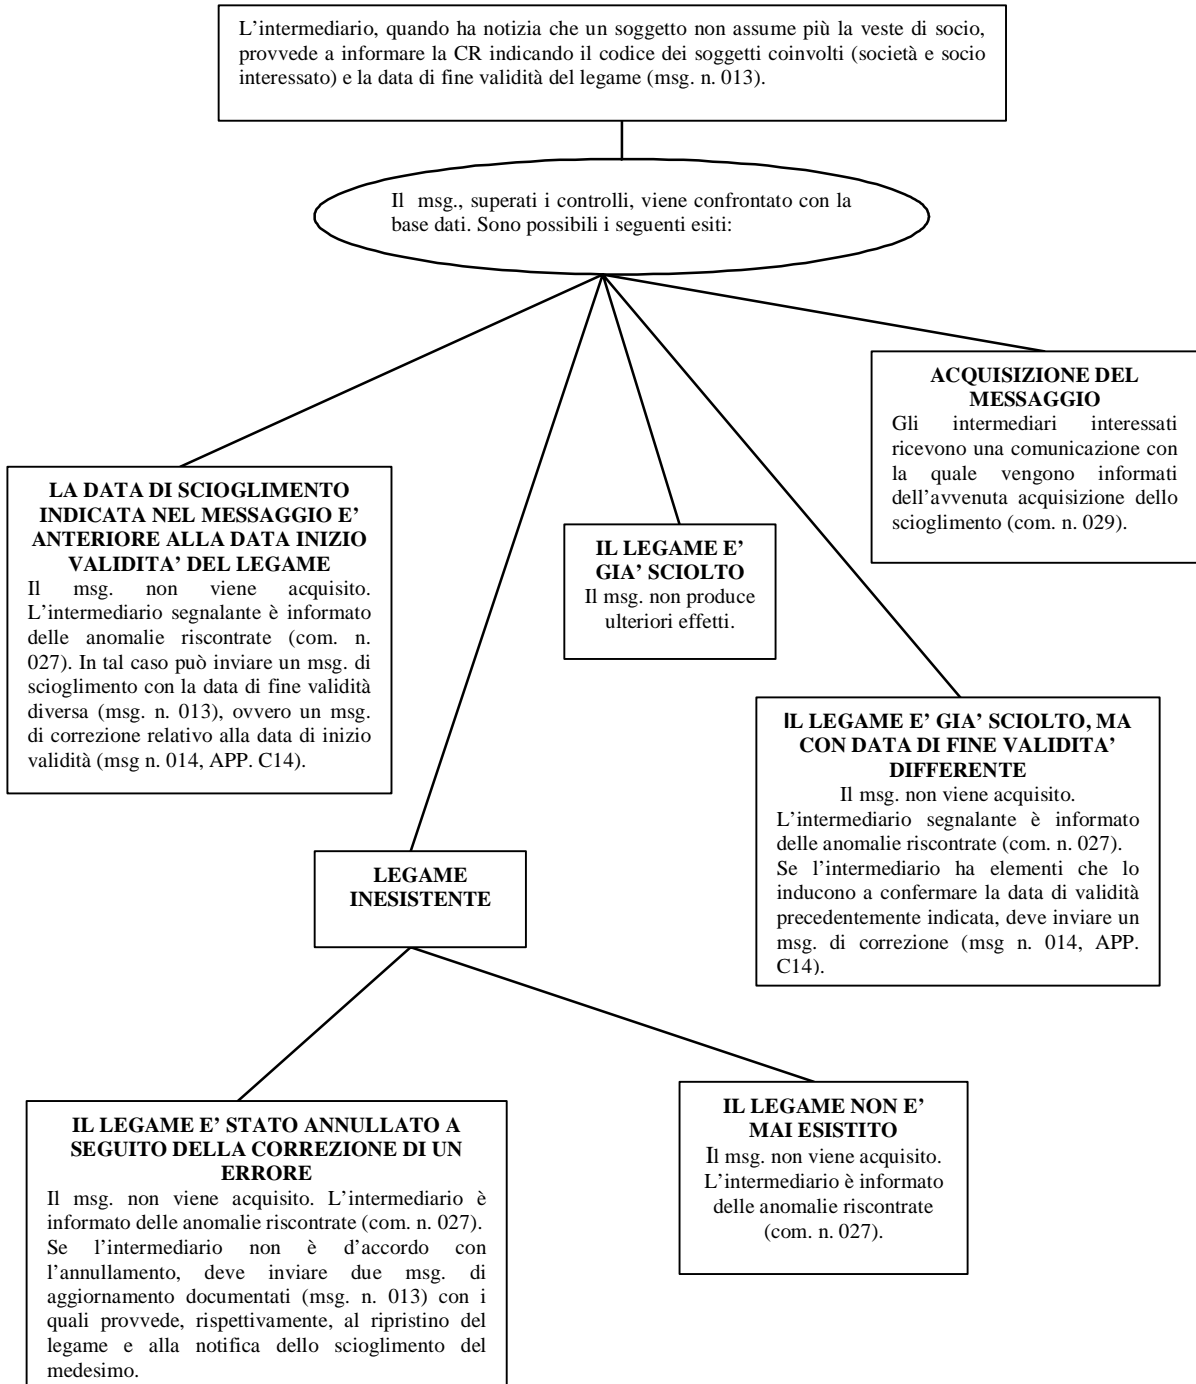 L’intermediario, quando ha notizia che un soggetto non assume più la veste di socio,
provvede a informare la CR indicando il codice dei soggetti coinvolti (società e socio
interessato) e la data di fine validità del legame (msg. n. 013).
Il msg., superati i controlli, viene confrontato con la
base dati. Sono possibili i seguenti esiti:
ACQUISIZIONE DEL
MESSAGGIO
Gli intermediari interessati
ricevono una comunicazione con
la quale vengono informati
dell’avvenuta acquisizione dello
scioglimento (com. n. 029).
LA DATA DI SCIOGLIMENTO
INDICATA NEL MESSAGGIO E’
ANTERIORE ALLA DATA INIZIO
VALIDITA’ DEL LEGAME
Il msg. non viene acquisito.
L’intermediario segnalante è informato
delle anomalie riscontrate (com. n.
027). In tal caso può inviare un msg. di
scioglimento con la data di fine validità
diversa (msg. n. 013), ovvero un msg.
di correzione relativo alla data di inizio
validità (msg n. 014, APP. C14).
IL LEGAME E’
GIA’ SCIOLTO
Il msg. non produce
ulteriori effetti.
IL LEGAME E’ GIA’ SCIOLTO, MA
CON DATA DI FINE VALIDITA’
DIFFERENTE
Il msg. non viene acquisito.
L’intermediario segnalante è informato
delle anomalie riscontrate (com. n. 027).
Se l’intermediario ha elementi che lo
inducono a confermare la data di validità
precedentemente indicata, deve inviare un
msg. di correzione (msg n. 014, APP.
C14).
LEGAME
INESISTENTE
IL LEGAME E’ STATO ANNULLATO A
SEGUITO DELLA CORREZIONE DI UN
ERRORE
Il msg. non viene acquisito. L’intermediario è
informato delle anomalie riscontrate (com. n. 027).
Se l’intermediario non è d’accordo con
l’annullamento, deve inviare due msg. di
aggiornamento documentati (msg. n. 013) con i
quali provvede, rispettivamente, al ripristino del
legame e alla notifica dello scioglimento del
medesimo.
IL LEGAME NON E’
MAI ESISTITO
Il msg. non viene acquisito.
L’intermediario è informato
delle anomalie riscontrate
(com. n. 027).